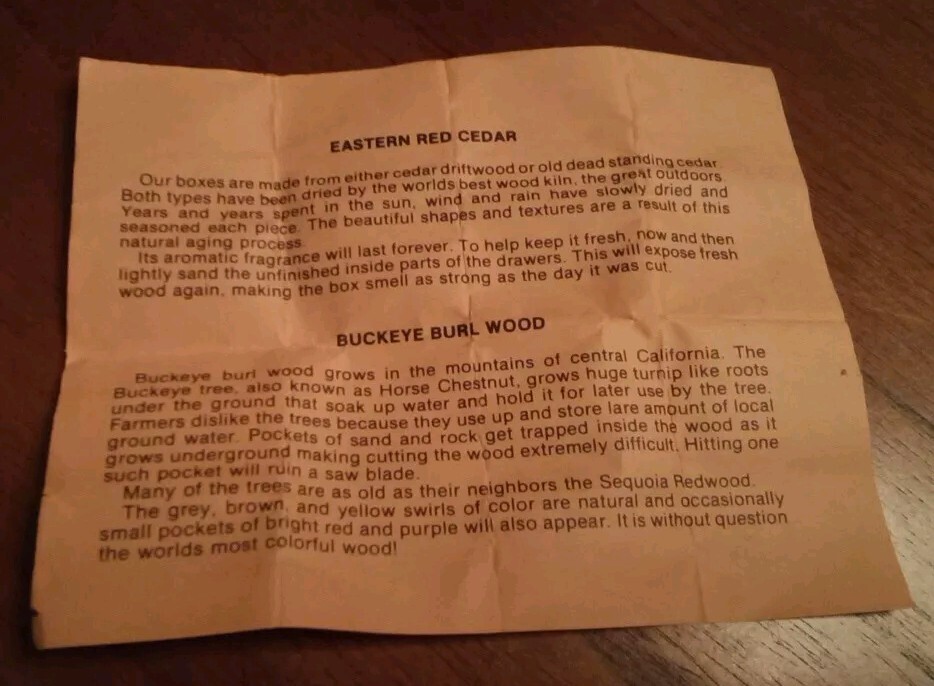 EASTERN RED CEDAR
Our boxes are made from either cedar driftwood or old dead standing cedar.
Both types have been dried by the worlds best wood kiln, the great outdoors
Years and years spent in the sun, wind and rain have slowly dried and
seasoned each piece. The beautiful shapes and textures are a result of this
natural aging process.
Its aromatic fragrance will last forever. To help keep it fresh, now and then
lightly sand the unfinished inside parts of the drawers. This will expose fresh
wood again, making the box smell as strong as the day it was cut.
BUCKEYE BURL WOOD
Buckeye burl wood grows in the mountains of central California. The
Buckeye tree, also known as Horse Chestnut, grows huge turnip like roots
under the ground that soak up water and hold it for later use by the tree.
Farmers dislike the trees because they use up and store lare amount of local
ground water. Pockets of sand and rock get trapped inside the wood as it
grows underground making cutting the wood extremely difficult. Hitting one
such pocket will ruin a saw blade.
Many of the trees are as old as their neighbors the Sequoia Redwood.
The grey, brown, and yellow swirls of color are natural and occasionally
small pockets of bright red and purple will also appear. It is without question
the worlds most colorful wood!